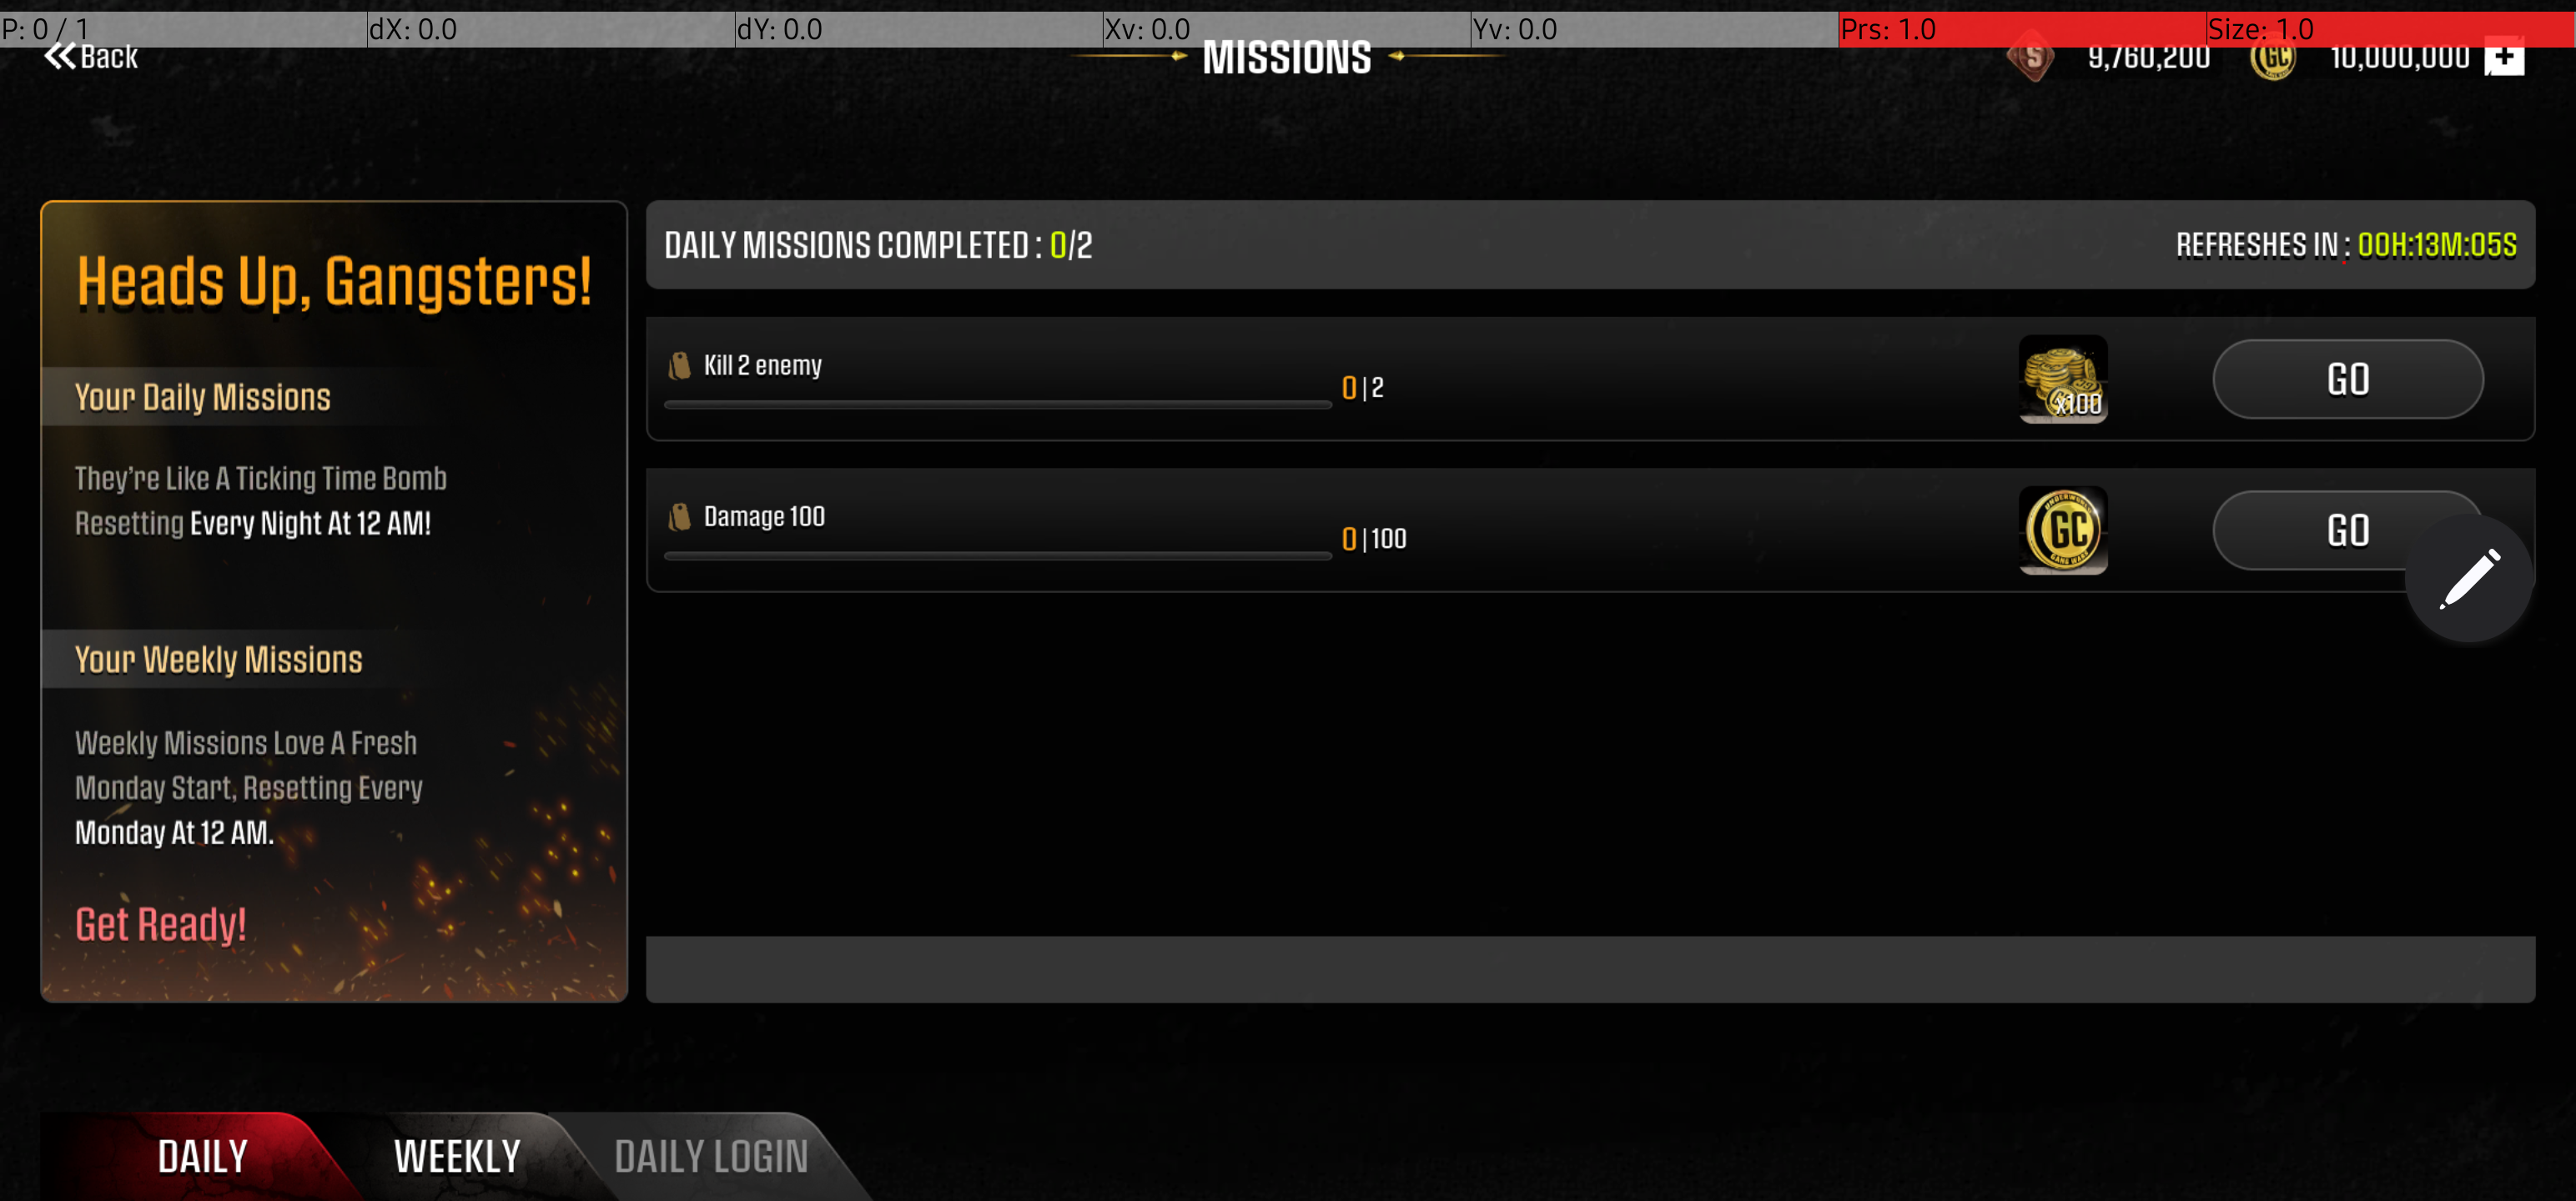 P: 0 / 1
dX: 0.0
dY: 0.0
Xv: 0.0
Yv: 0.0
Prs: 1.0
Size: 1.0
Back
MISSIONS
S
9,760,200
GC
10,000,000
+
Heads Up, Gangsters!
Your Daily Missions
They're Like A Ticking Time Bomb
Resetting Every Night At 12 AM!
Your Weekly Missions
Weekly Missions Love A Fresh
Monday Start, Resetting Every
Monday At 12 AM.
Get Ready!
DAILY MISSIONS COMPLETED : 0/2
REFRESHES IN : 00H:13M:05S
Kill 2 enemy
0|2
x100
GO
Damage 100
0|100
GC
GANG WARS
GO
DAILY
WEEKLY
DAILY LOGIN